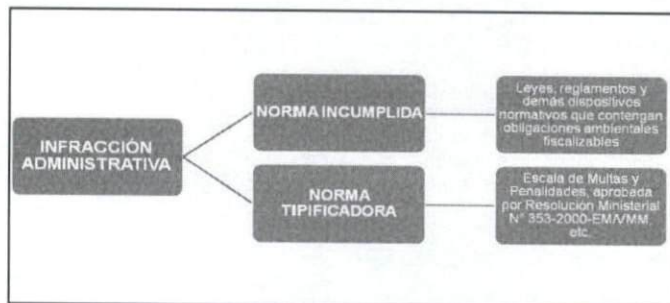 INFRACCIÓN
ADMINISTRATIVA
NORMA INCUMPLIDA
Leyes, reglamentos y
demás dispositivos
normativos que contengan
obligaciones ambientales
fiscalizables
NORMA
TIPIFICADORA
Escala de Multas y
Penalidades, aprobada
por Resolución Ministerial
N° 353-2000-EM/VMM,
etc.